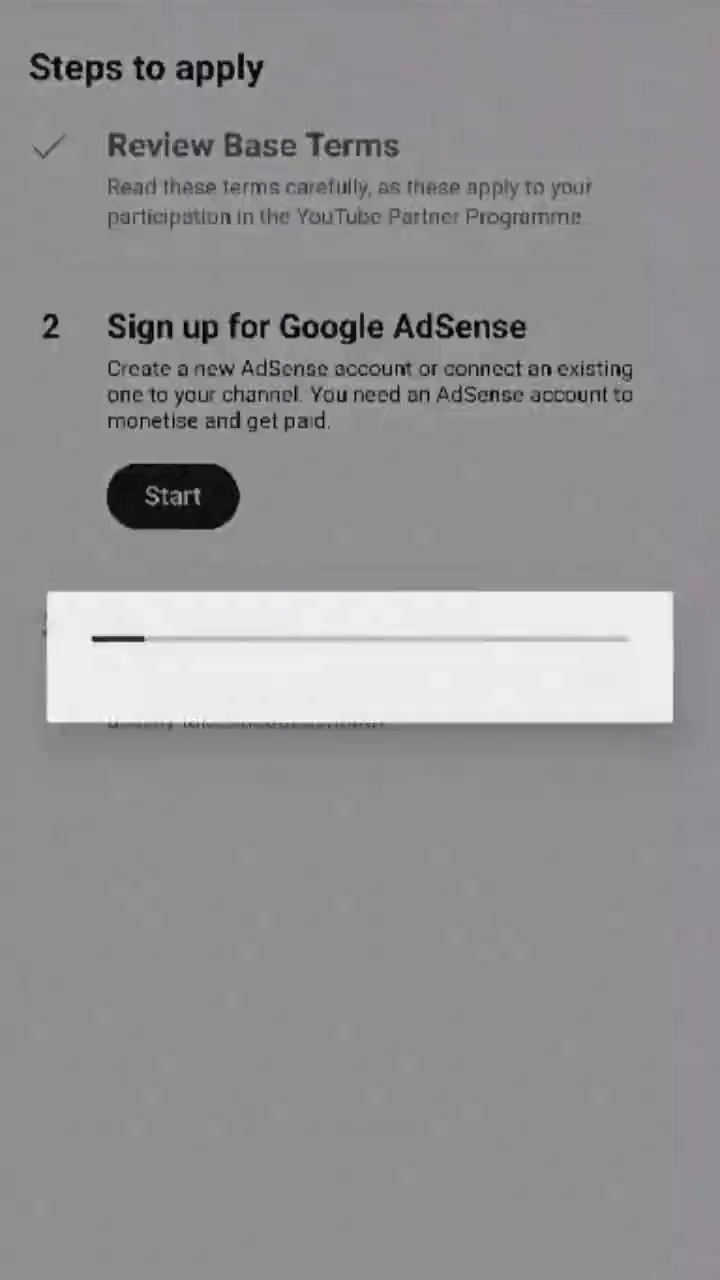 Steps to apply
Review Base Terms
Read these terms carefully, as these apply to your
participation in the YouTube Partner Programme.
2
Sign up for Google AdSense
Create a new AdSense account or connect an existing
one to your channel. You need an AdSense account to
monetise and get paid.
Start